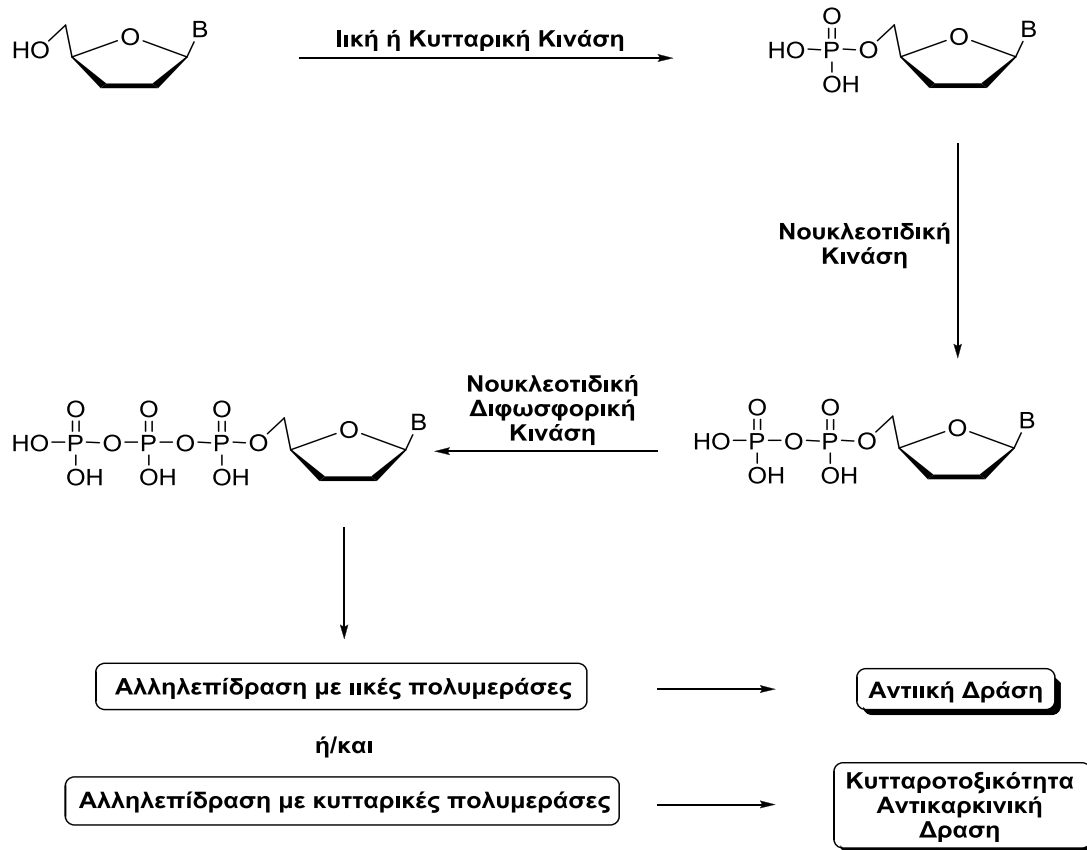 HO
O
B
Ιική ή Κυτταρική Κινάση
HO
P
O
OH
O
O
B
Νουκλεοτιδική
Κινάση
HO
P
O
OH
O
P
O
OH
O
P
O
OH
O
O
B
Νουκλεοτιδική
Διφωσφορική
Κινάση
HO
P
O
OH
O
P
O
OH
O
O
B
Αλληλεπίδραση με ιικές πολυμεράσες
Αντιική Δράση
ή/και
Αλληλεπίδραση με κυτταρικές πολυμεράσες
Κυτταροτοξικότητα
Αντικαρκινική
Δραση